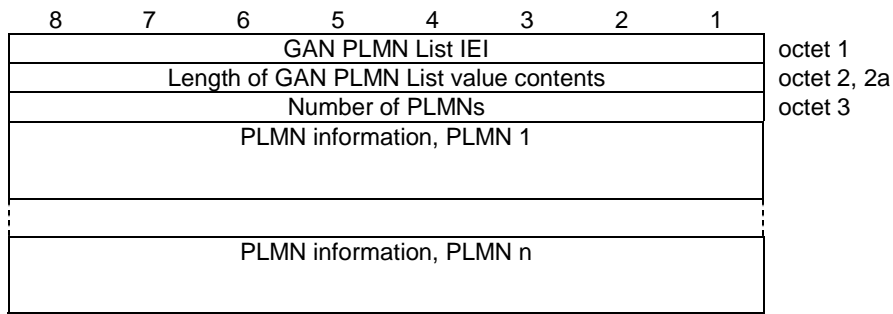 8 7 6 5 4 3 2 1
GAN PLMN List IEI octet 1
Length of GAN PLMN List value contents octet 2, 2a
Number of PLMNs octet 3
PLMN information, PLMN 1
PLMN information, PLMN n